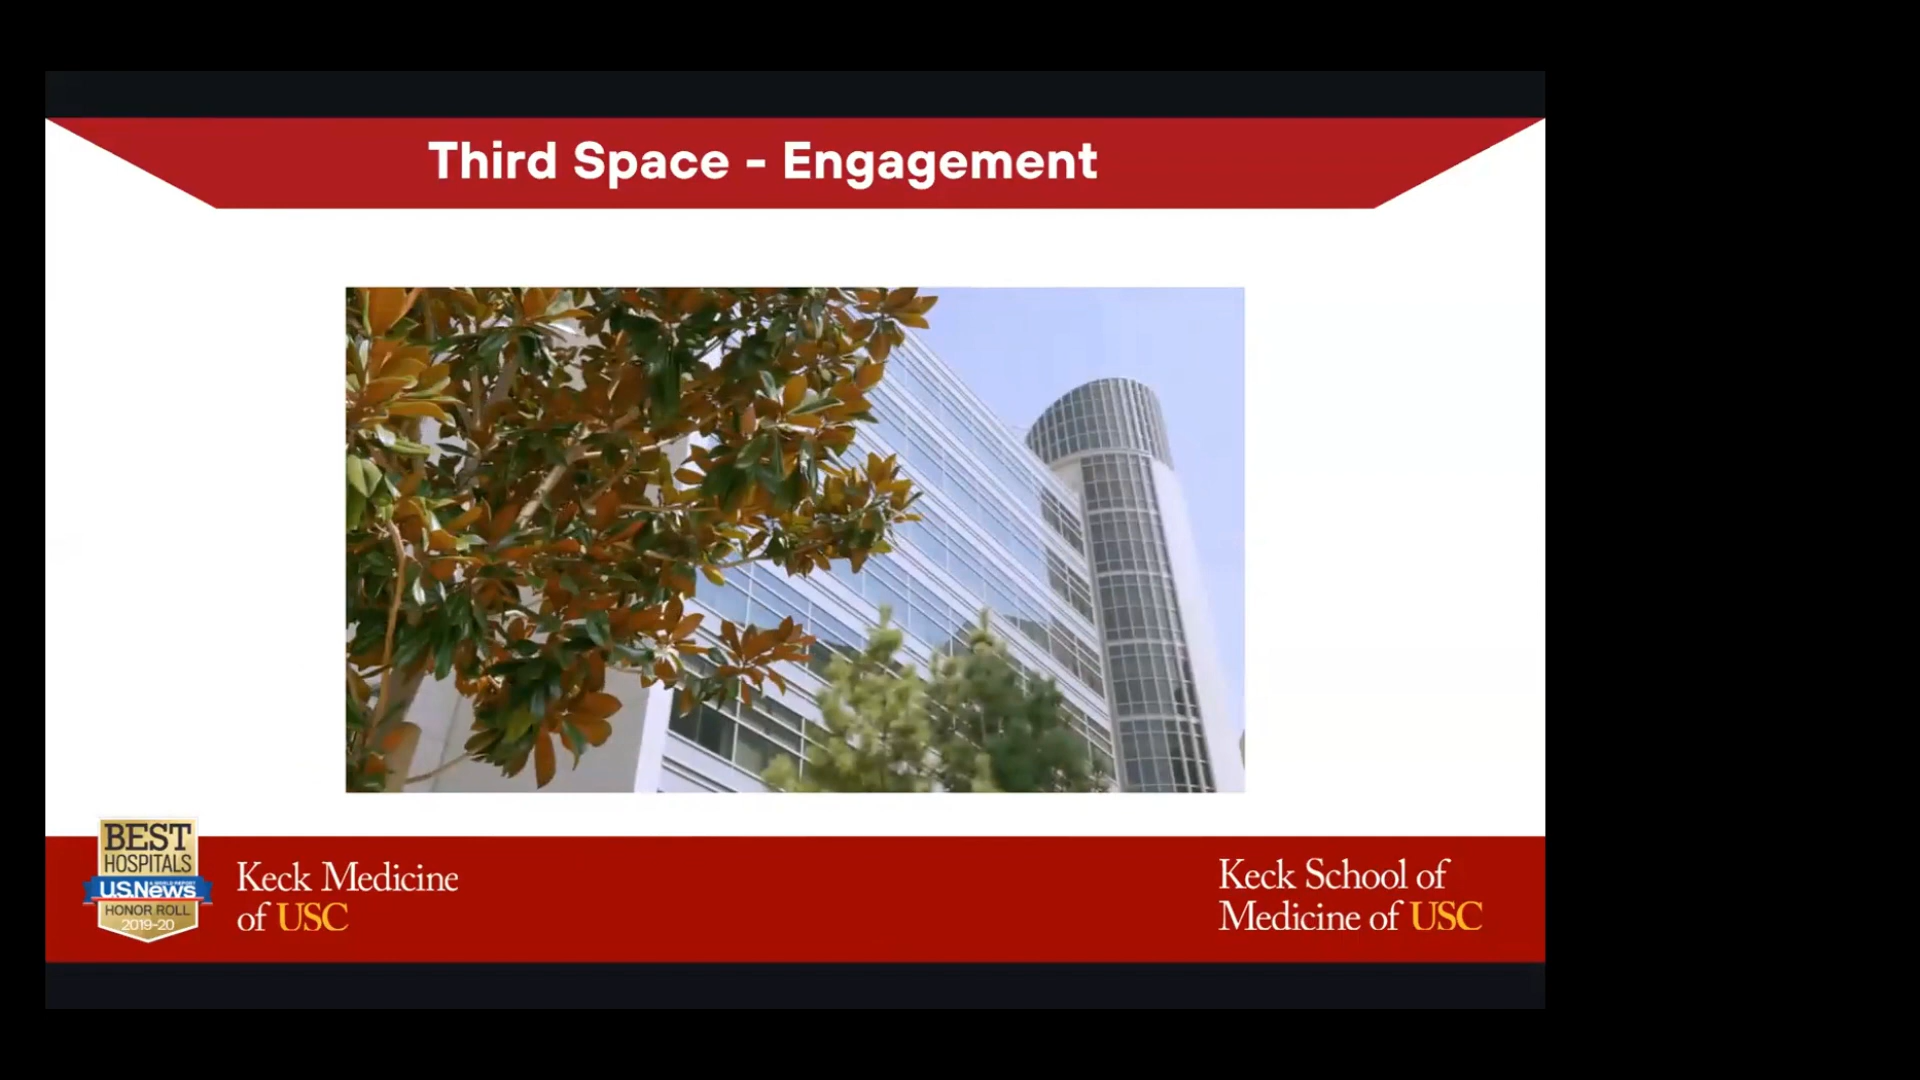 Third Space - Engagement
BEST
HOSPITALS
U.S.News
HONOR ROLL
2019-20
Keck Medicine
of USC
Keck School of
Medicine of USC